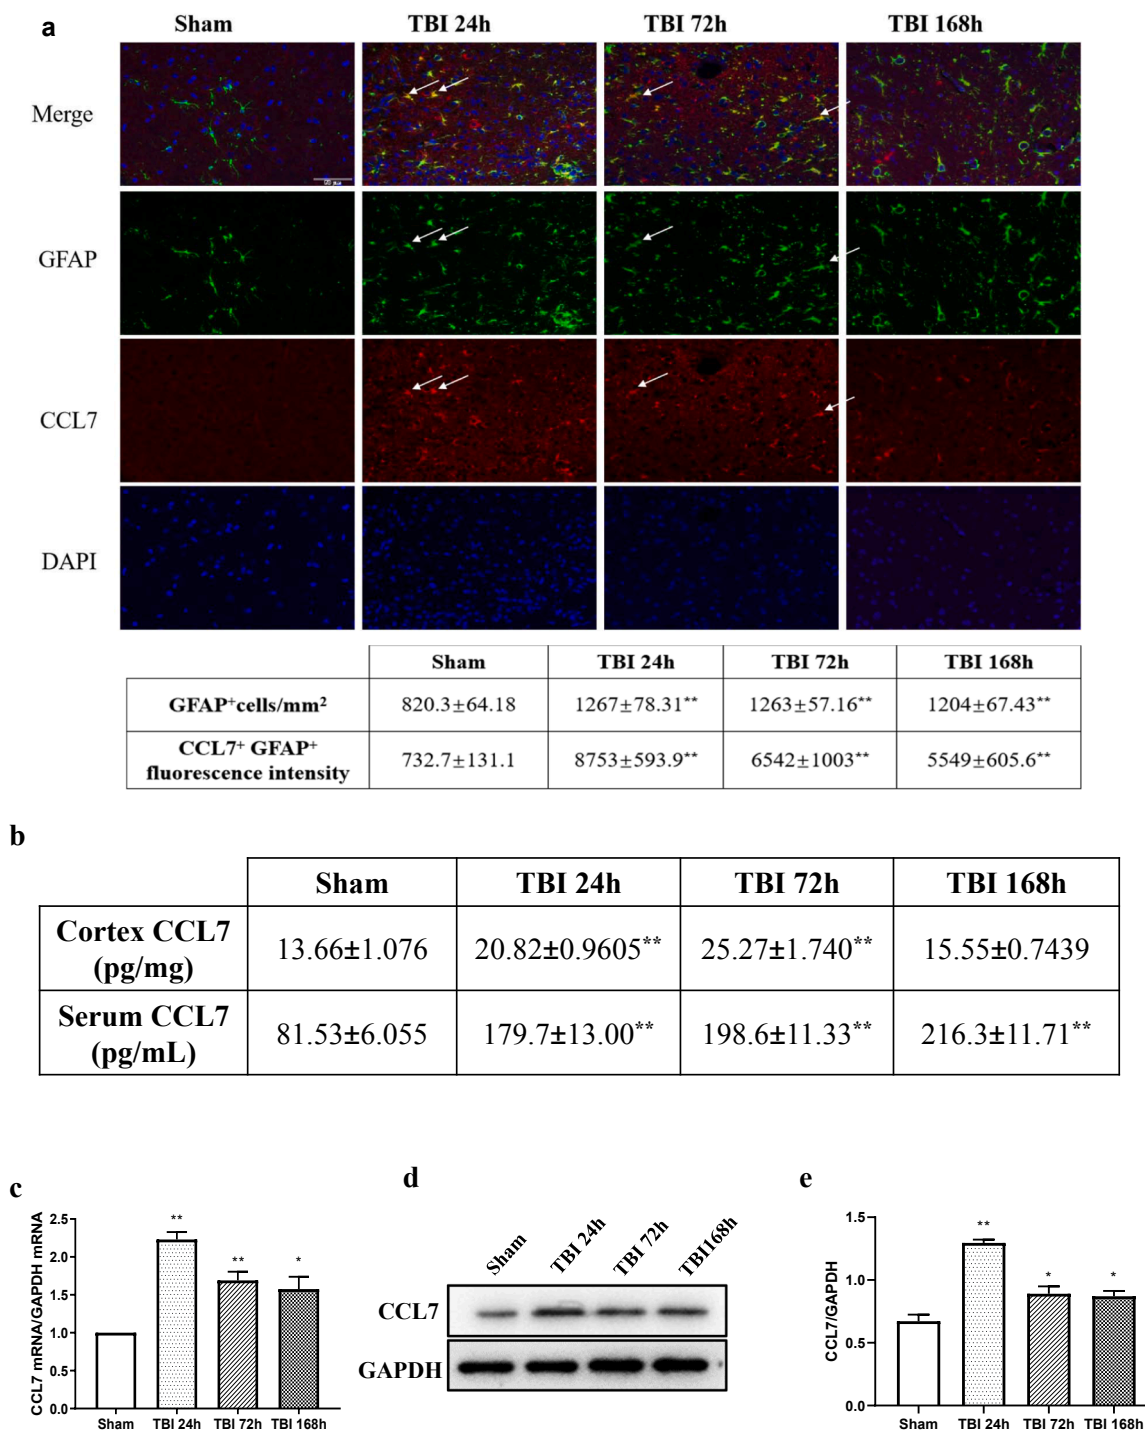 a
Sham TBI 24h TBI 72h TBI 168h
Merge
GFAP
CCL7
DAPI
Sham TBI 24h TBI 72h TBI 168h
GFAP⁺cells/mm² 820.3±64.18 1267±78.31** 1263±57.16** 1204±67.43**
CCL7⁺ GFAP⁺
fluorescence intensity 732.7±131.1 8753±593.9** 6542±1003** 5549±605.6**
b
Sham TBI 24h TBI 72h TBI 168h
Cortex CCL7
(pg/mg) 13.66±1.076 20.82±0.9605** 25.27±1.740** 15.55±0.7439
Serum CCL7
(pg/mL) 81.53±6.055 179.7±13.00** 198.6±11.33** 216.3±11.71**
c
CCL7 mRNA/GAPDH mRNA
2.5
2.0
1.5
1.0
0.5
0.0
** ** *
Sham TBI 24h TBI 72h TBI 168h
d
Sham TBI 24h TBI 72h TBI168h
CCL7
GAPDH
e
CCL7/GAPDH
1.5
1.0
0.5
0.0
** * *
Sham TBI 24h TBI 72h TBI 168h